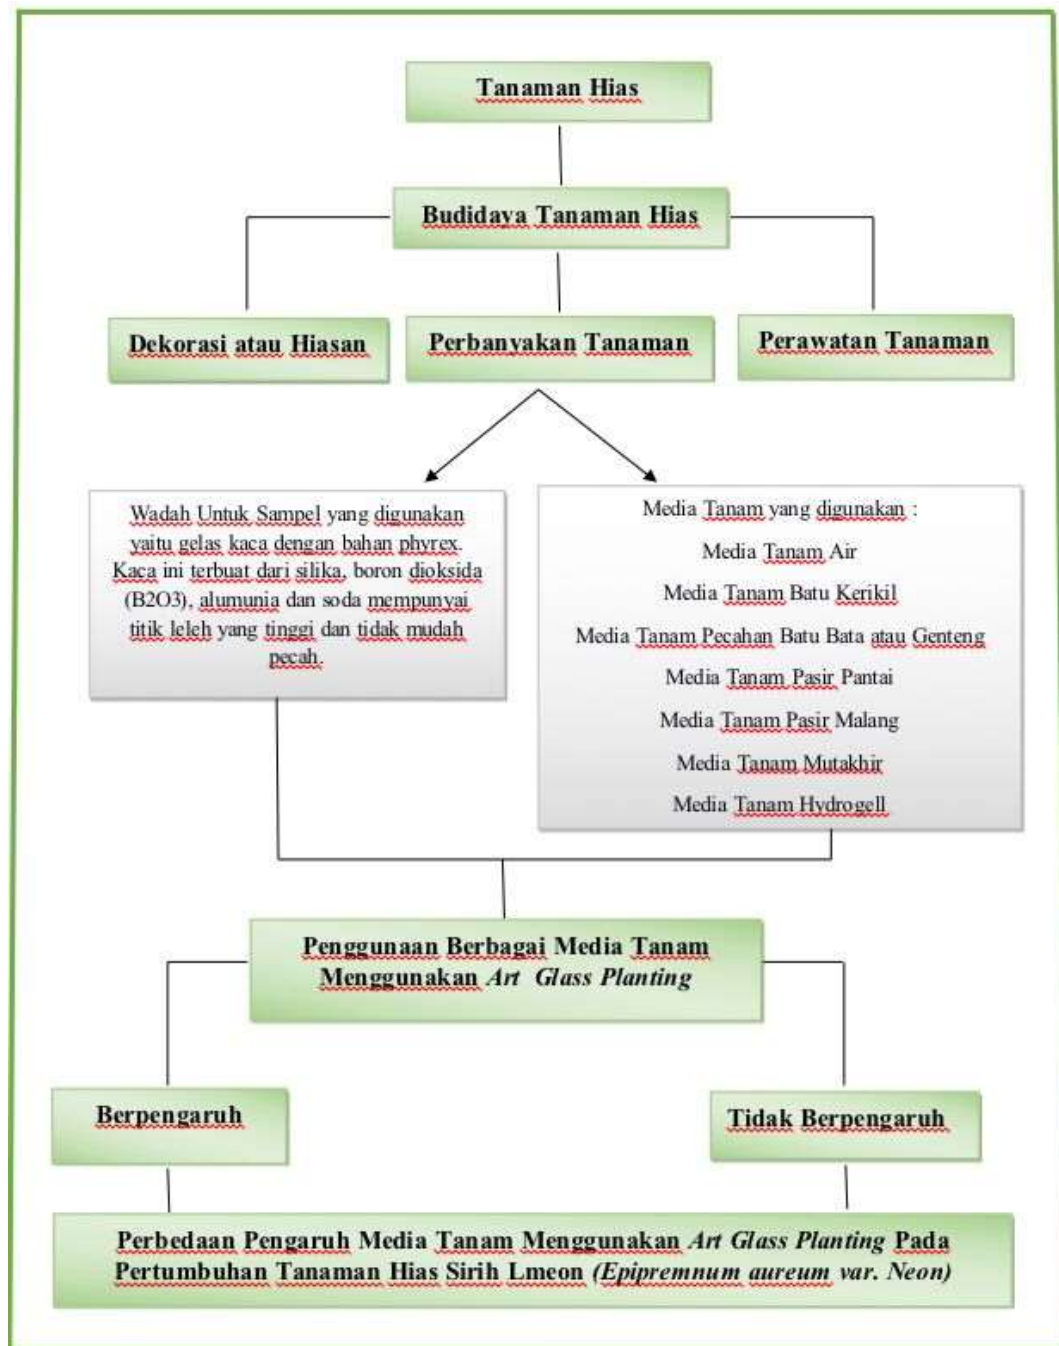 Tanaman Hias
Budidaya Tanaman Hias
Dekorasi atau Hiasan
Perbanyakan Tanaman
Perawatan Tanaman
Wadah Untuk Sampel yang digunakan
yaitu gelas kaca dengan bahan phyrex.
Kaca ini terbuat dari silika, boron dioksida
(B2O3), alumunia dan soda mempunyai
titik leleh yang tinggi dan tidak mudah
pecah.
Media Tanam yang digunakan :
Media Tanam Air
Media Tanam Batu Kerikil
Media Tanam Pecahan Batu Bata atau Genteng
Media Tanam Pasir Pantai
Media Tanam Pasir Malang
Media Tanam Mutakhir
Media Tanam Hydrogell
Penggunaan Berbagai Media Tanam
Menggunakan Art Glass Planting
Berpengaruh
Tidak Berpengaruh
Perbedaan Pengaruh Media Tanam Menggunakan Art Glass Planting Pada
Pertumbuhan Tanaman Hias Sirih Lmeon (Epipremnum aureum var. Neon)